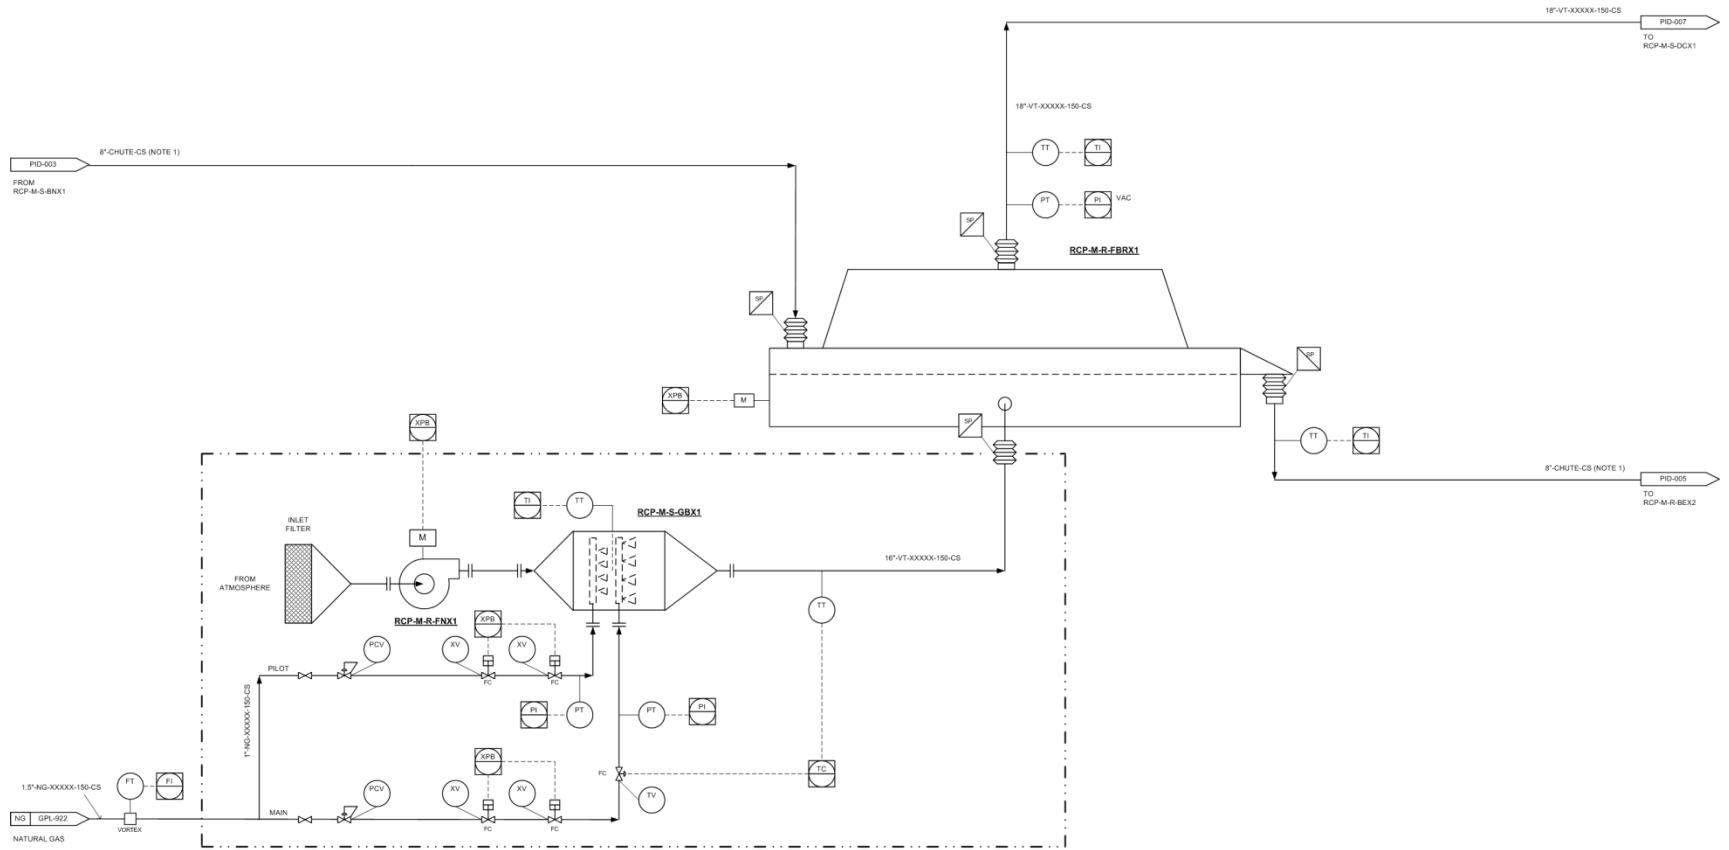 18"-VT-XXXXX-150-CS
PID-007
TO
RCP-M-S-DCX1
18"-VT-XXXXX-150-CS
TT
TI
PID-003
8"-CHUTE-CS (NOTE 1)
FROM
RCP-M-S-BNX1
PT
PI
VAC
SP
RCP-M-R-FBRX1
SP
SP
XPB
M
XPB
SP
TT
TI
8"-CHUTE-CS (NOTE 1)
PID-005
TO
RCP-M-R-BEX2
TI
TT
RCP-M-S-GBX1
INLET
FILTER
M
16"-VT-XXXXX-150-CS
FROM
ATMOSPHERE
TT
RCP-M-R-FNX1
XPB
PCV
XV
XV
PILOT
FC
FC
1"-NG-XXXXX-150-CS
PI
PT
PT
PI
XPB
FC
TC
1.5"-NG-XXXXX-150-CS
FT
FI
PCV
XV
XV
TV
MAIN
NG
GPL-922
VORTEX
FC
FC
NATURAL GAS